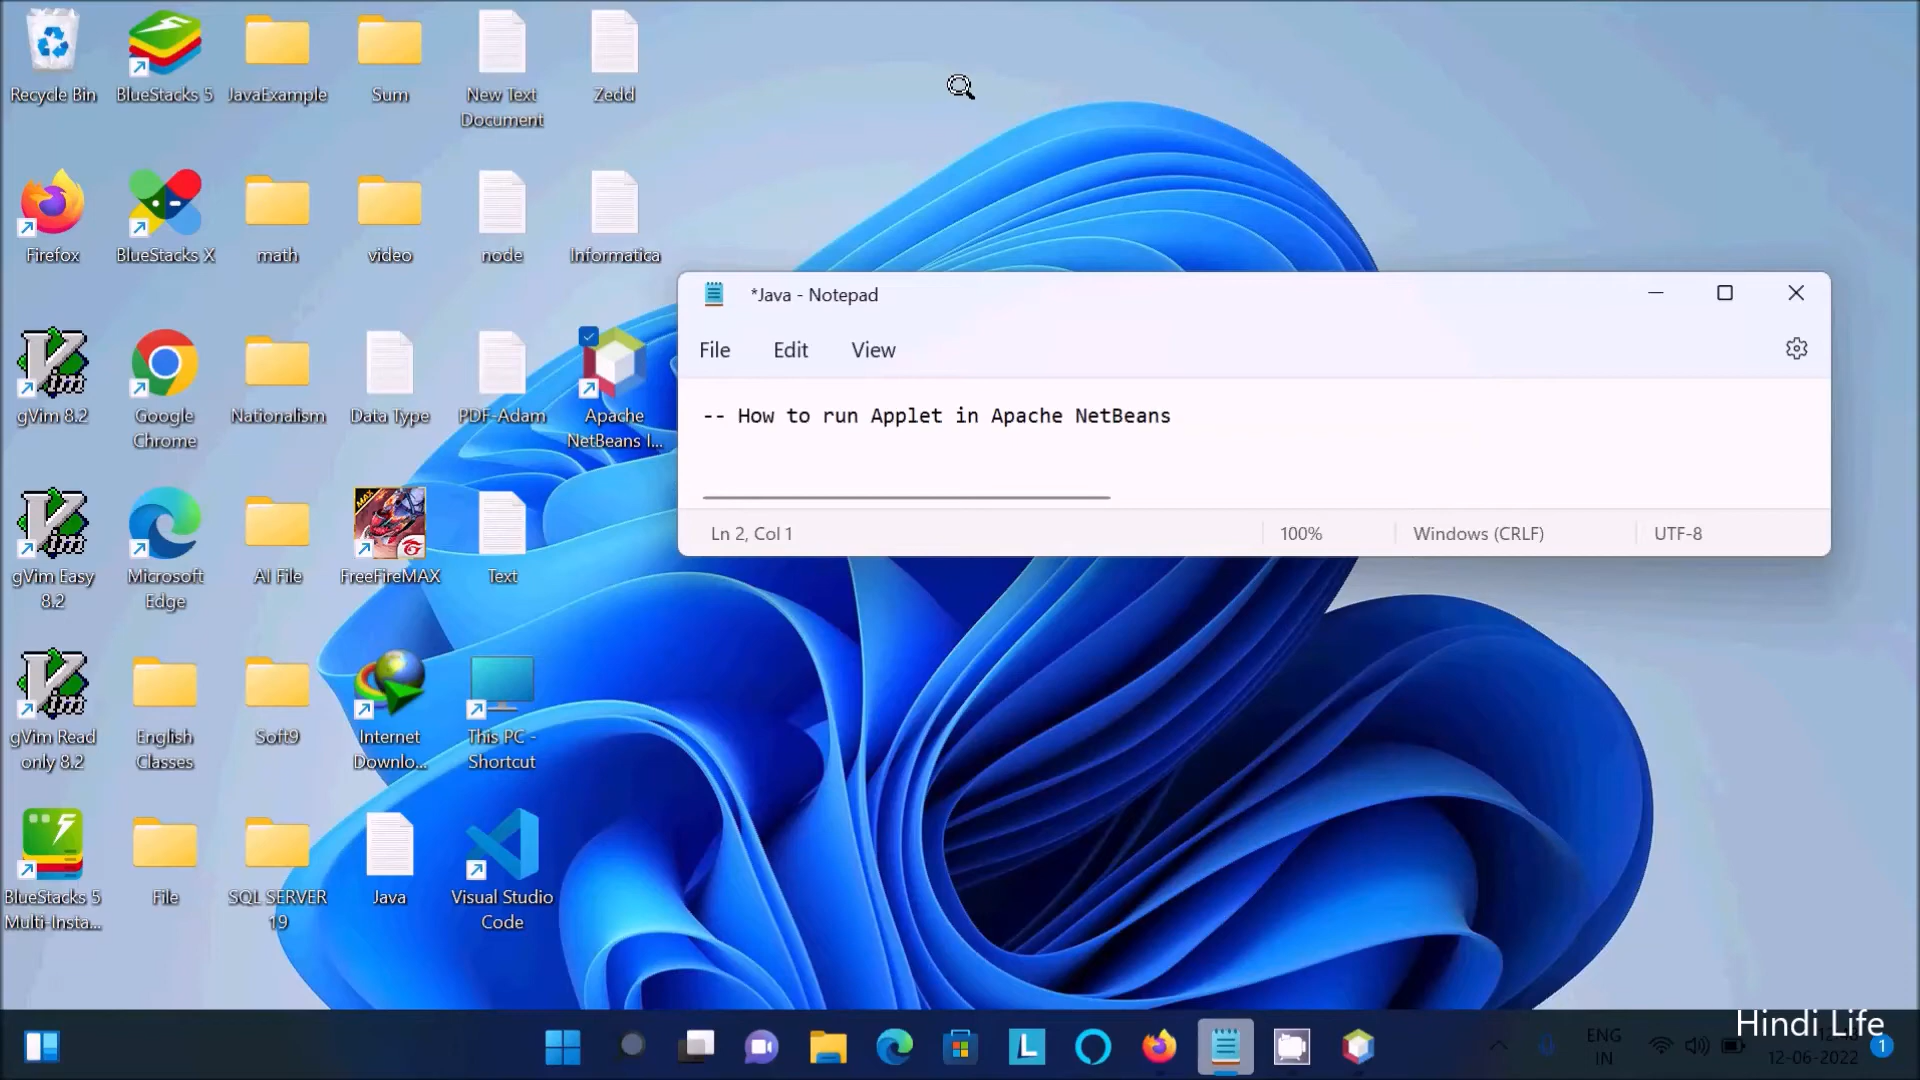 Recycle Bin
BlueStacks 5
JavaExample
Sum
New Text
Document
Zedd
Firefox
BlueStacks X
math
video
node
Informatica
gVim 8.2
Google
Chrome
Nationalism
Data Type
PDF-Adam
Apache
NetBeans I...
gVim Easy
8.2
Microsoft
Edge
AI File
MAX
FreeFireMAX
Text
gVim Read
only 8.2
English
Classes
Soft9
Internet
Downlo...
This PC -
Shortcut
BlueStacks 5
Multi-Insta...
File
SQL SERVER
19
Java
Visual Studio
Code
*Java - Notepad
File Edit View
-- How to run Applet in Apache NetBeans
Ln 2, Col 1 100% Windows (CRLF) UTF-8
ENG
IN
Hindi Life
12-06-2022
1